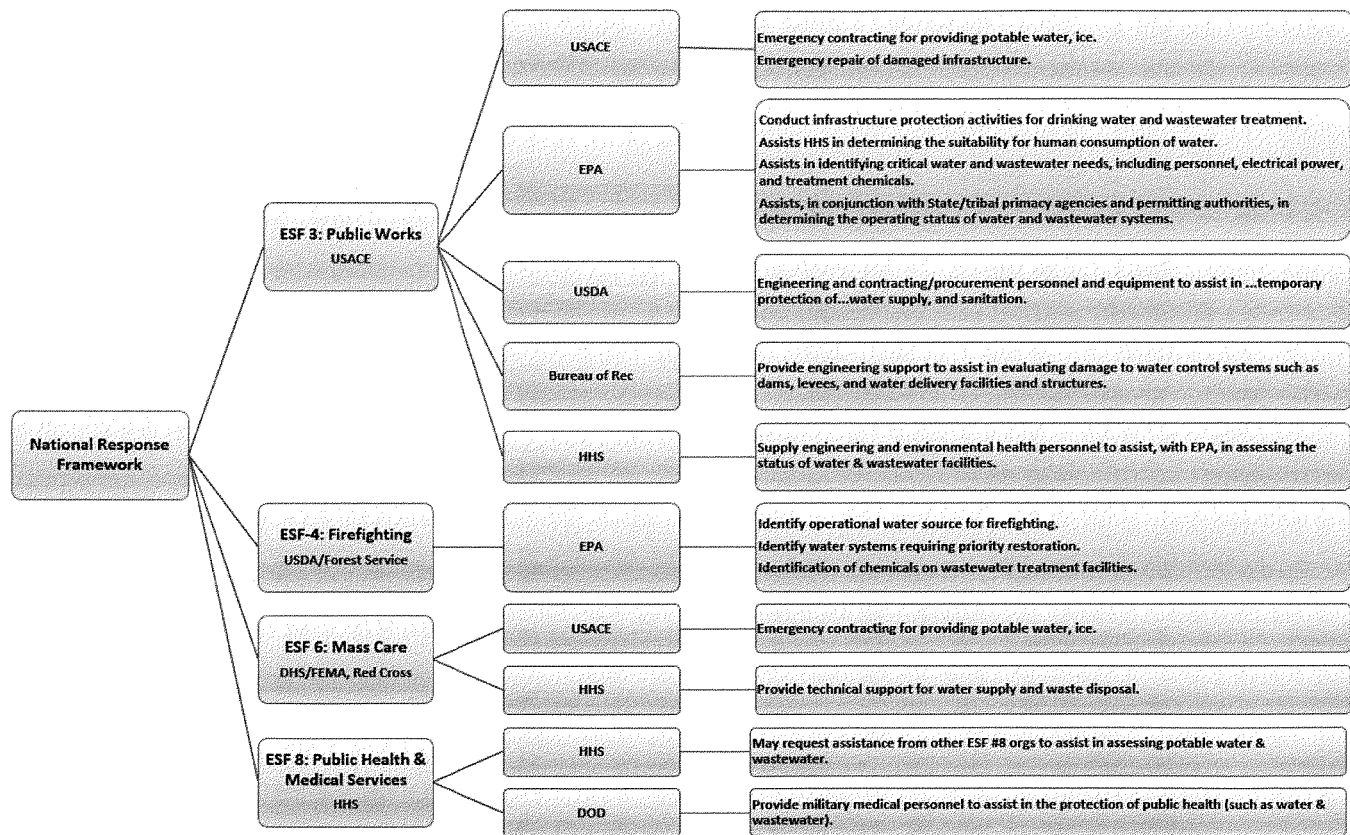 National Response
Framework
ESF 3: Public Works
USACE
USACE
Emergency contracting for providing potable water, ice.
Emergency repair of damaged infrastructure.
EPA
Conduct infrastructure protection activities for drinking water and wastewater treatment.
Assists HHS in determining the suitability for human consumption of water.
Assists in identifying critical water and wastewater needs, including personnel, electrical power,
and treatment chemicals.
Assists, in conjunction with State/tribal primacy agencies and permitting authorities, in
determining the operating status of water and wastewater systems.
USDA
Engineering and contracting/procurement personnel and equipment to assist in ...temporary
protection of...water supply, and sanitation.
Bureau of Rec
Provide engineering support to assist in evaluating damage to water control systems such as
dams, levees, and water delivery facilities and structures.
HHS
Supply engineering and environmental health personnel to assist, with EPA, in assessing the
status of water & wastewater facilities.
ESF-4: Firefighting
USDA/Forest Service
EPA
Identify operational water source for firefighting.
Identify water systems requiring priority restoration.
Identification of chemicals on wastewater treatment facilities.
ESF 6: Mass Care
DHS/FEMA, Red Cross
USACE
Emergency contracting for providing potable water, ice.
HHS
Provide technical support for water supply and waste disposal.
ESF 8: Public Health &
Medical Services
HHS
HHS
May request assistance from other ESF #8 orgs to assist in assessing potable water &
wastewater.
DOD
Provide military medical personnel to assist in the protection of public health (such as water &
wastewater).